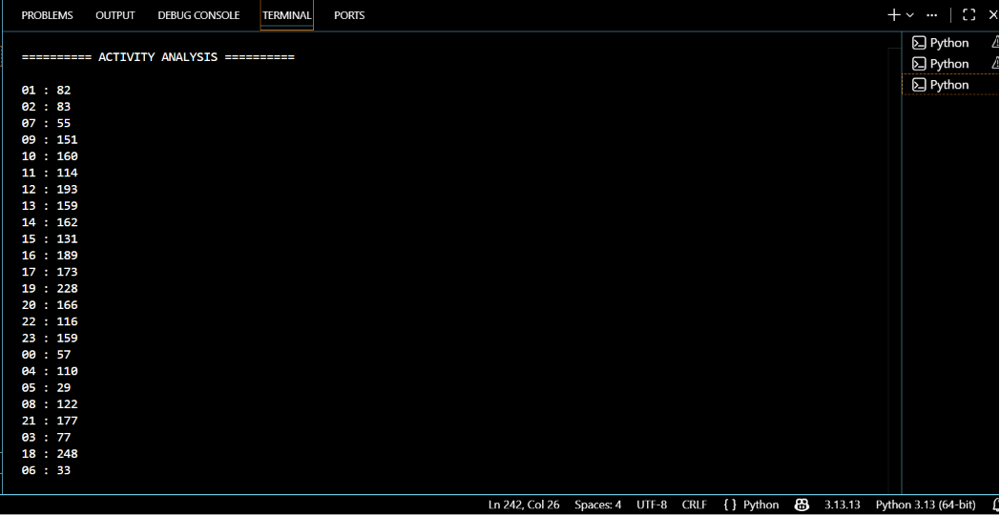 PROBLEMS OUTPUT DEBUG CONSOLE TERMINAL PORTS
========== ACTIVITY ANALYSIS ==========
01 : 82
02 : 83
07 : 55
09 : 151
10 : 160
11 : 114
12 : 193
13 : 159
14 : 162
15 : 131
16 : 189
17 : 173
19 : 228
20 : 166
22 : 116
23 : 159
00 : 57
04 : 110
05 : 29
08 : 122
21 : 177
03 : 77
18 : 248
06 : 33
Python
Python
Python
Ln 242, Col 26 Spaces: 4 UTF-8 CRLF { } Python 3.13.13 Python 3.13 (64-bit)